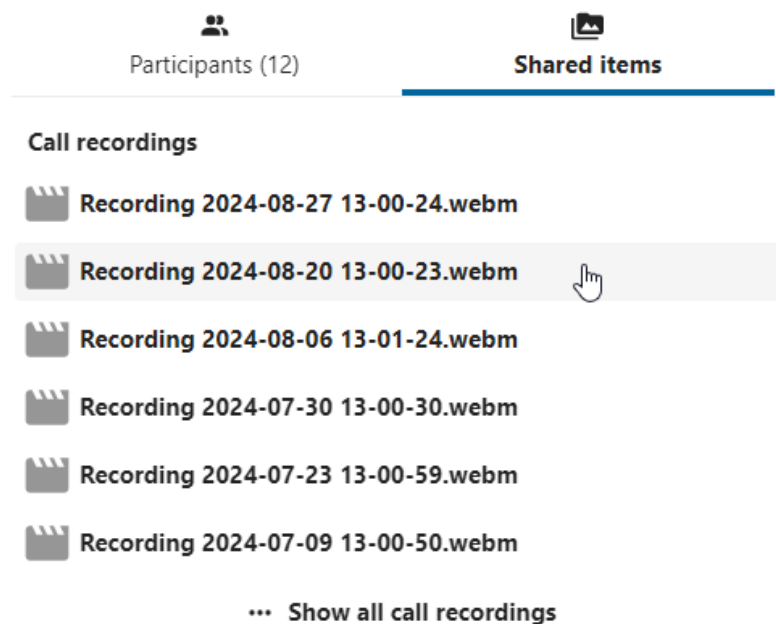 Participants (12)
Shared items
Call recordings
Recording 2024-08-27 13-00-24.webm
Recording 2024-08-20 13-00-23.webm
Recording 2024-08-06 13-01-24.webm
Recording 2024-07-30 13-00-30.webm
Recording 2024-07-23 13-00-59.webm
Recording 2024-07-09 13-00-50.webm
••• Show all call recordings